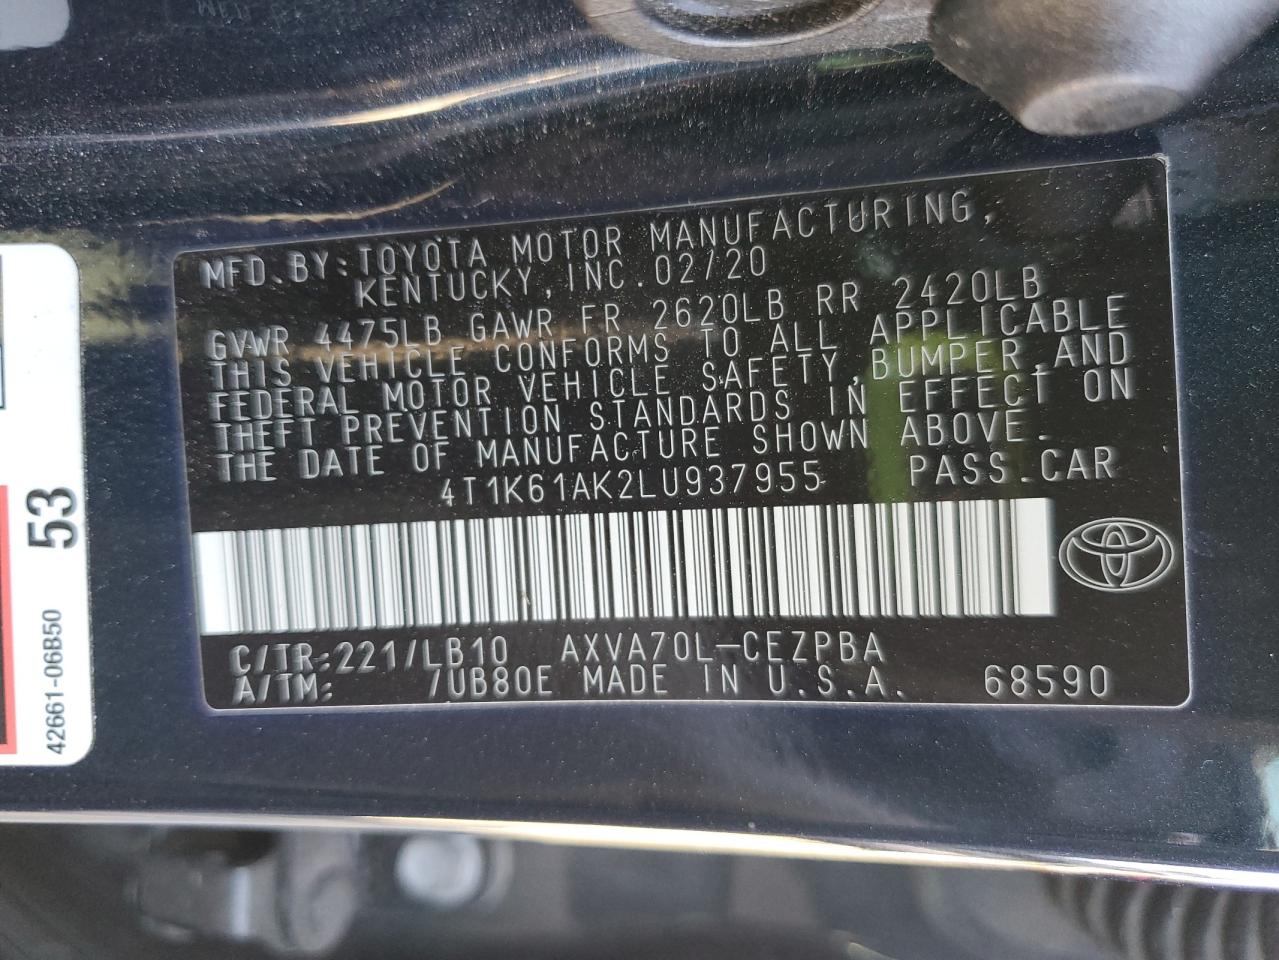 MFD.BY:TOYOTA MOTOR MANUFACTURING,
KENTUCKY,INC.02/20
GVWR 4475LB GAWR FR 2620LB RR 2420LB
THIS VEHICLE CONFORMS TO ALL APPLICABLE
FEDERAL MOTOR VEHICLE SAFETY,BUMPER,AND
THEFT PREVENTION STANDARDS IN EFFECT ON
THE DATE OF MANUFACTURE SHOWN ABOVE.
4T1K61AK2LU937955 PASS.CAR
C/TR:221/LB10 AXVA70L-CEZPBA
A/TM: /UB80E MADE IN U.S.A. 68590
53
42661-06B50